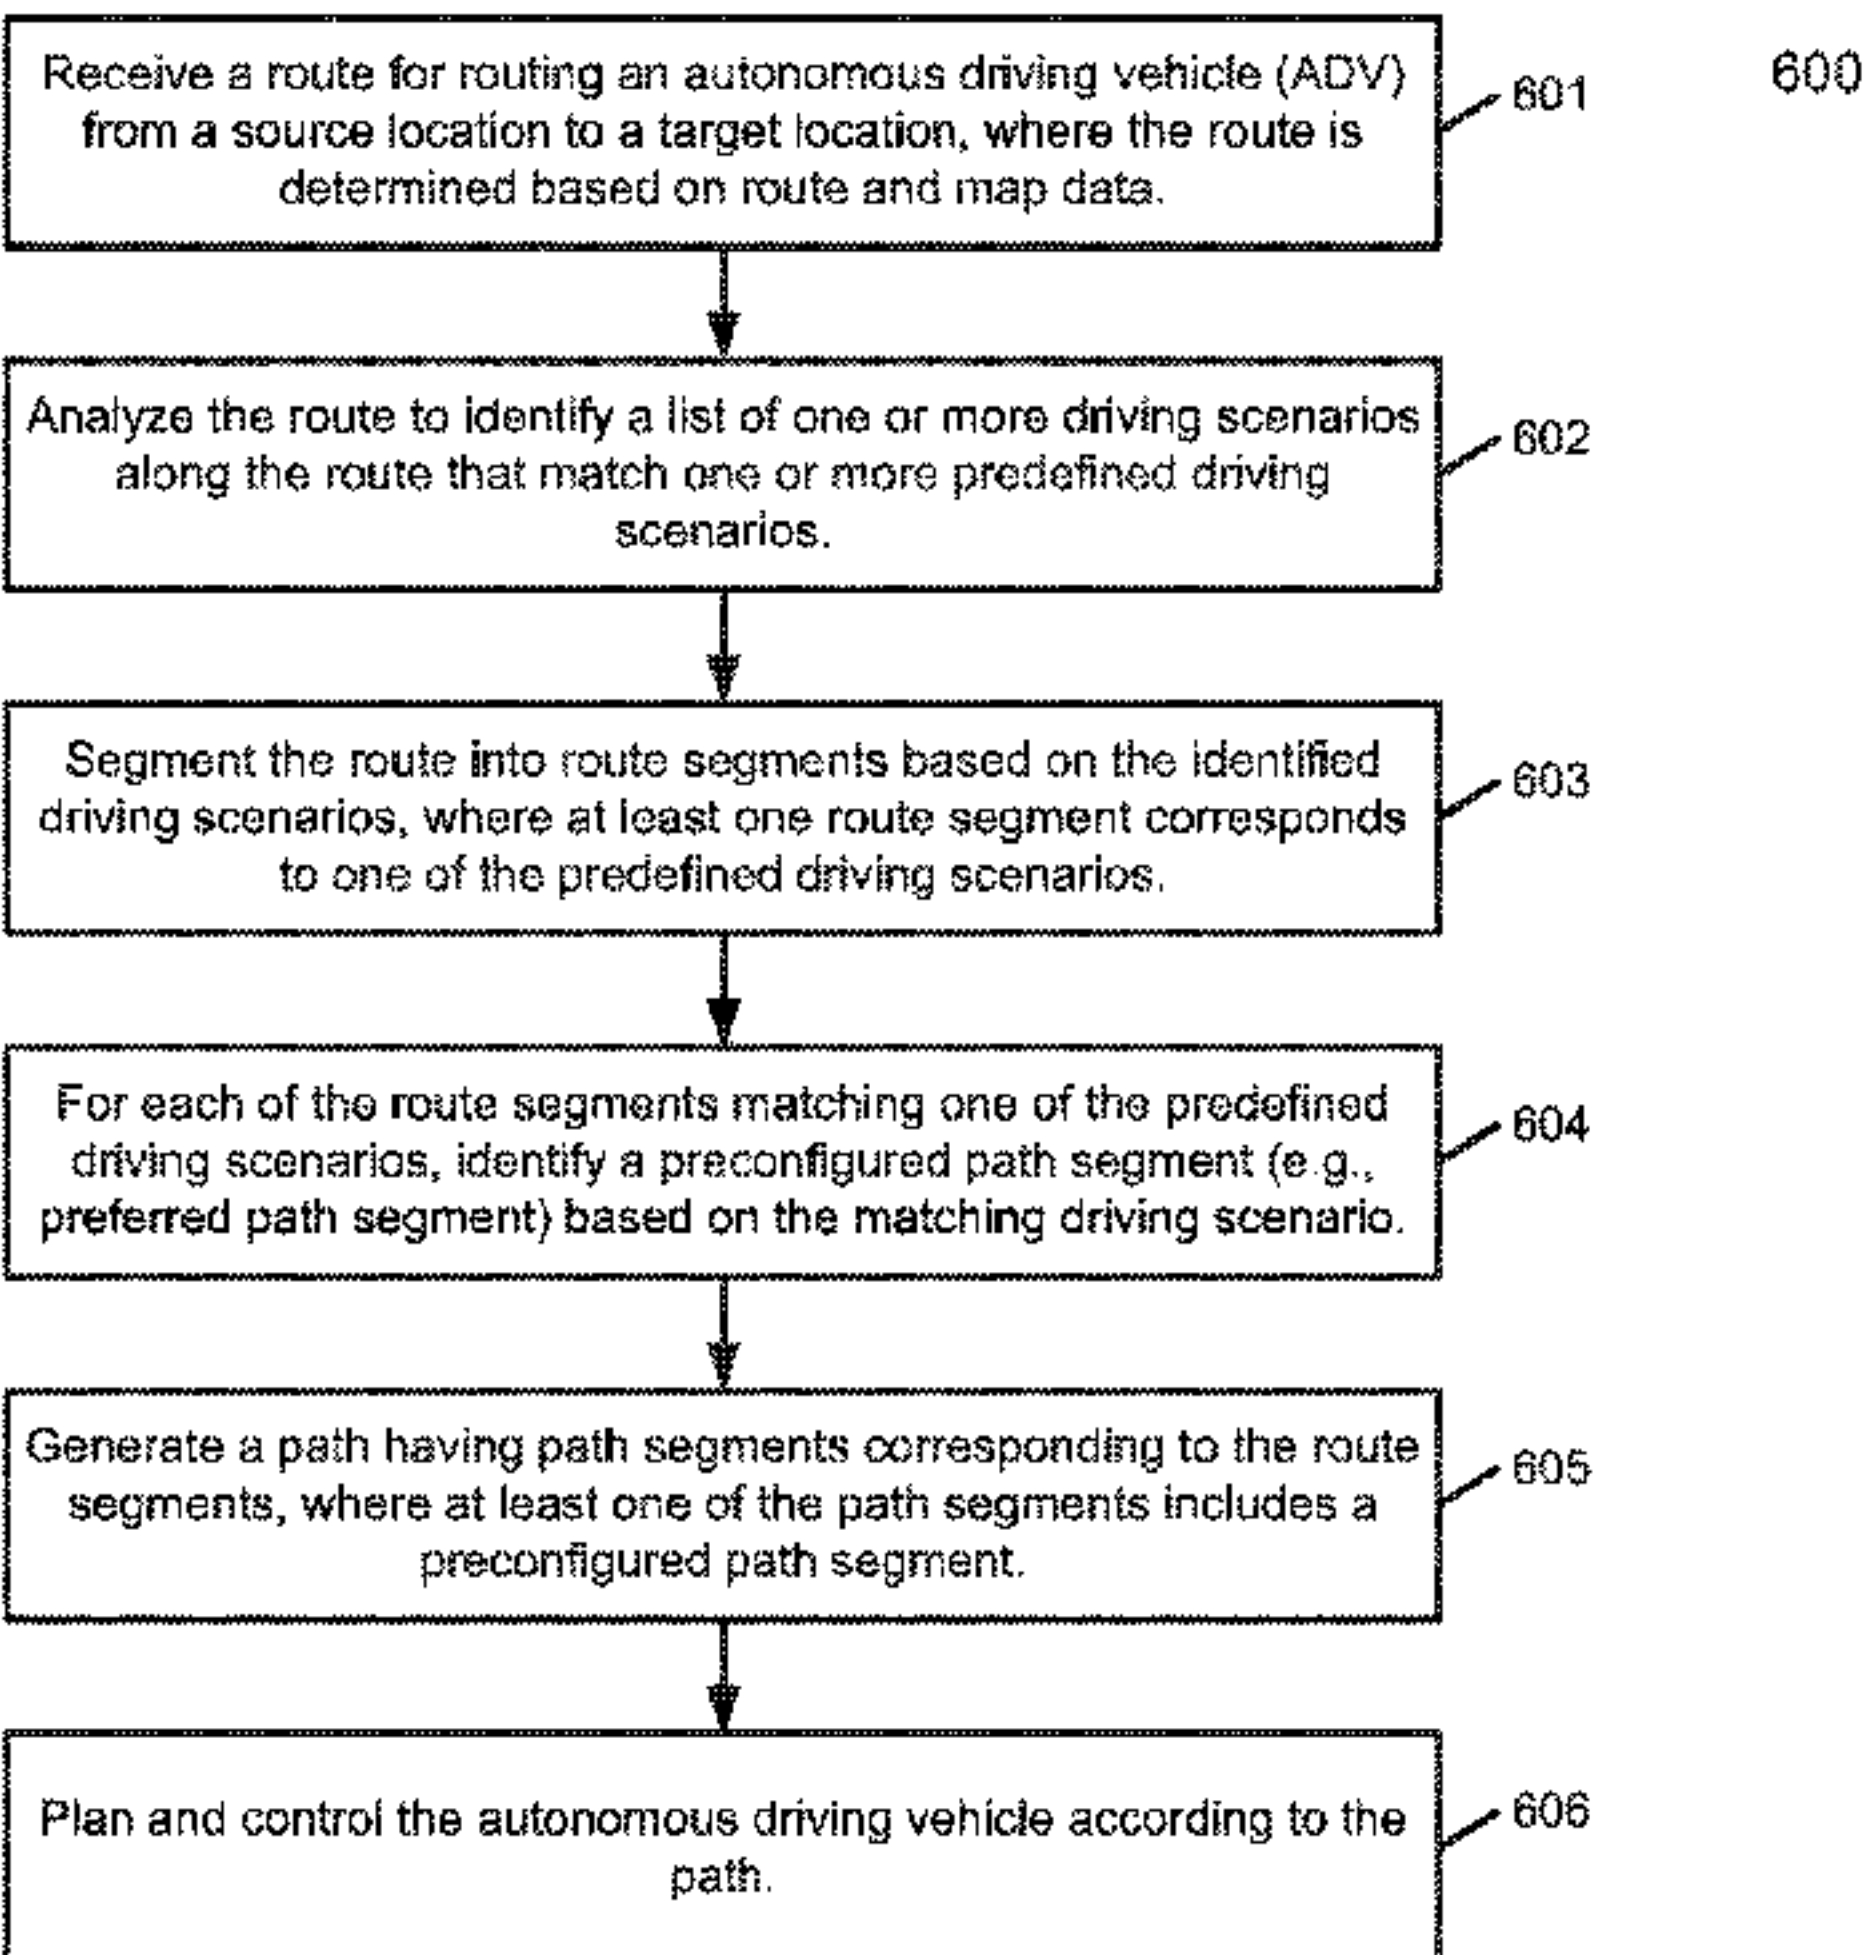 600
Receive a route for routing an autonomous driving vehicle (ADV)
from a source location to a target location, where the route is
determined based on route and map data.
601
Analyze the route to identify a list of one or more driving scenarios
along the route that match one or more predefined driving
scenarios.
602
Segment the route into route segments based on the identified
driving scenarios, where at least one route segment corresponds
to one of the predefined driving scenarios.
603
For each of the route segments matching one of the predefined
driving scenarios, identify a preconfigured path segment (e.g.,
preferred path segment) based on the matching driving scenario.
604
Generate a path having path segments corresponding to the route
segments, where at least one of the path segments includes a
preconfigured path segment.
605
Plan and control the autonomous driving vehicle according to the
path.
606